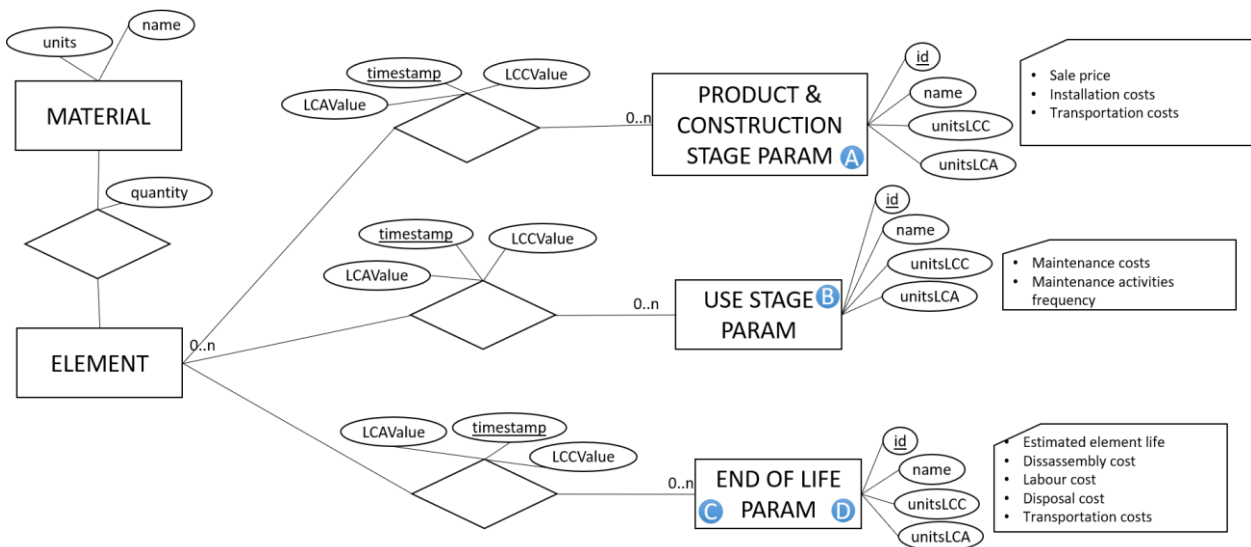 name
units
MATERIAL
quantity
ELEMENT
0..n
timestamp
LCCValue
LCAValue
0..n
PRODUCT &
CONSTRUCTION
STAGE PARAM A
id
name
unitsLCC
unitsLCA
• Sale price
• Installation costs
• Transportation costs
timestamp
LCCValue
LCAValue
0..n
USE STAGE B
PARAM
id
name
unitsLCC
unitsLCA
• Maintenance costs
• Maintenance activities
frequency
LCAValue
timestamp
LCCValue
0..n
END OF LIFE
C PARAM D
id
name
unitsLCC
unitsLCA
• Estimated element life
• Dissassembly cost
• Labour cost
• Disposal cost
• Transportation costs